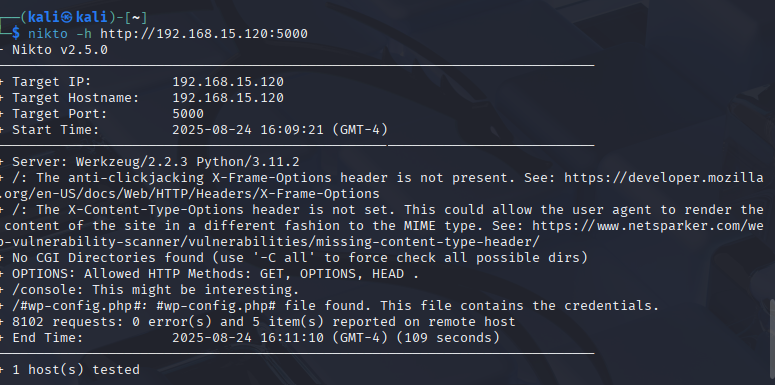 (kali㉿kali)-[~]
$ nikto -h http://192.168.15.120:5000
- Nikto v2.5.0
+ Target IP: 192.168.15.120
+ Target Hostname: 192.168.15.120
+ Target Port: 5000
+ Start Time: 2025-08-24 16:09:21 (GMT-4)
+ Server: Werkzeug/2.2.3 Python/3.11.2
+ /: The anti-clickjacking X-Frame-Options header is not present. See: https://developer.mozilla
.org/en-US/docs/Web/HTTP/Headers/X-Frame-Options
+ /: The X-Content-Type-Options header is not set. This could allow the user agent to render the
content of the site in a different fashion to the MIME type. See: https://www.netsparker.com/we
b-vulnerability-scanner/vulnerabilities/missing-content-type-header/
+ No CGI Directories found (use '-C all' to force check all possible dirs)
+ OPTIONS: Allowed HTTP Methods: GET, OPTIONS, HEAD .
+ /console: This might be interesting.
+ /#wp-config.php#: #wp-config.php# file found. This file contains the credentials.
+ 8102 requests: 0 error(s) and 5 item(s) reported on remote host
+ End Time: 2025-08-24 16:11:10 (GMT-4) (109 seconds)
+ 1 host(s) tested